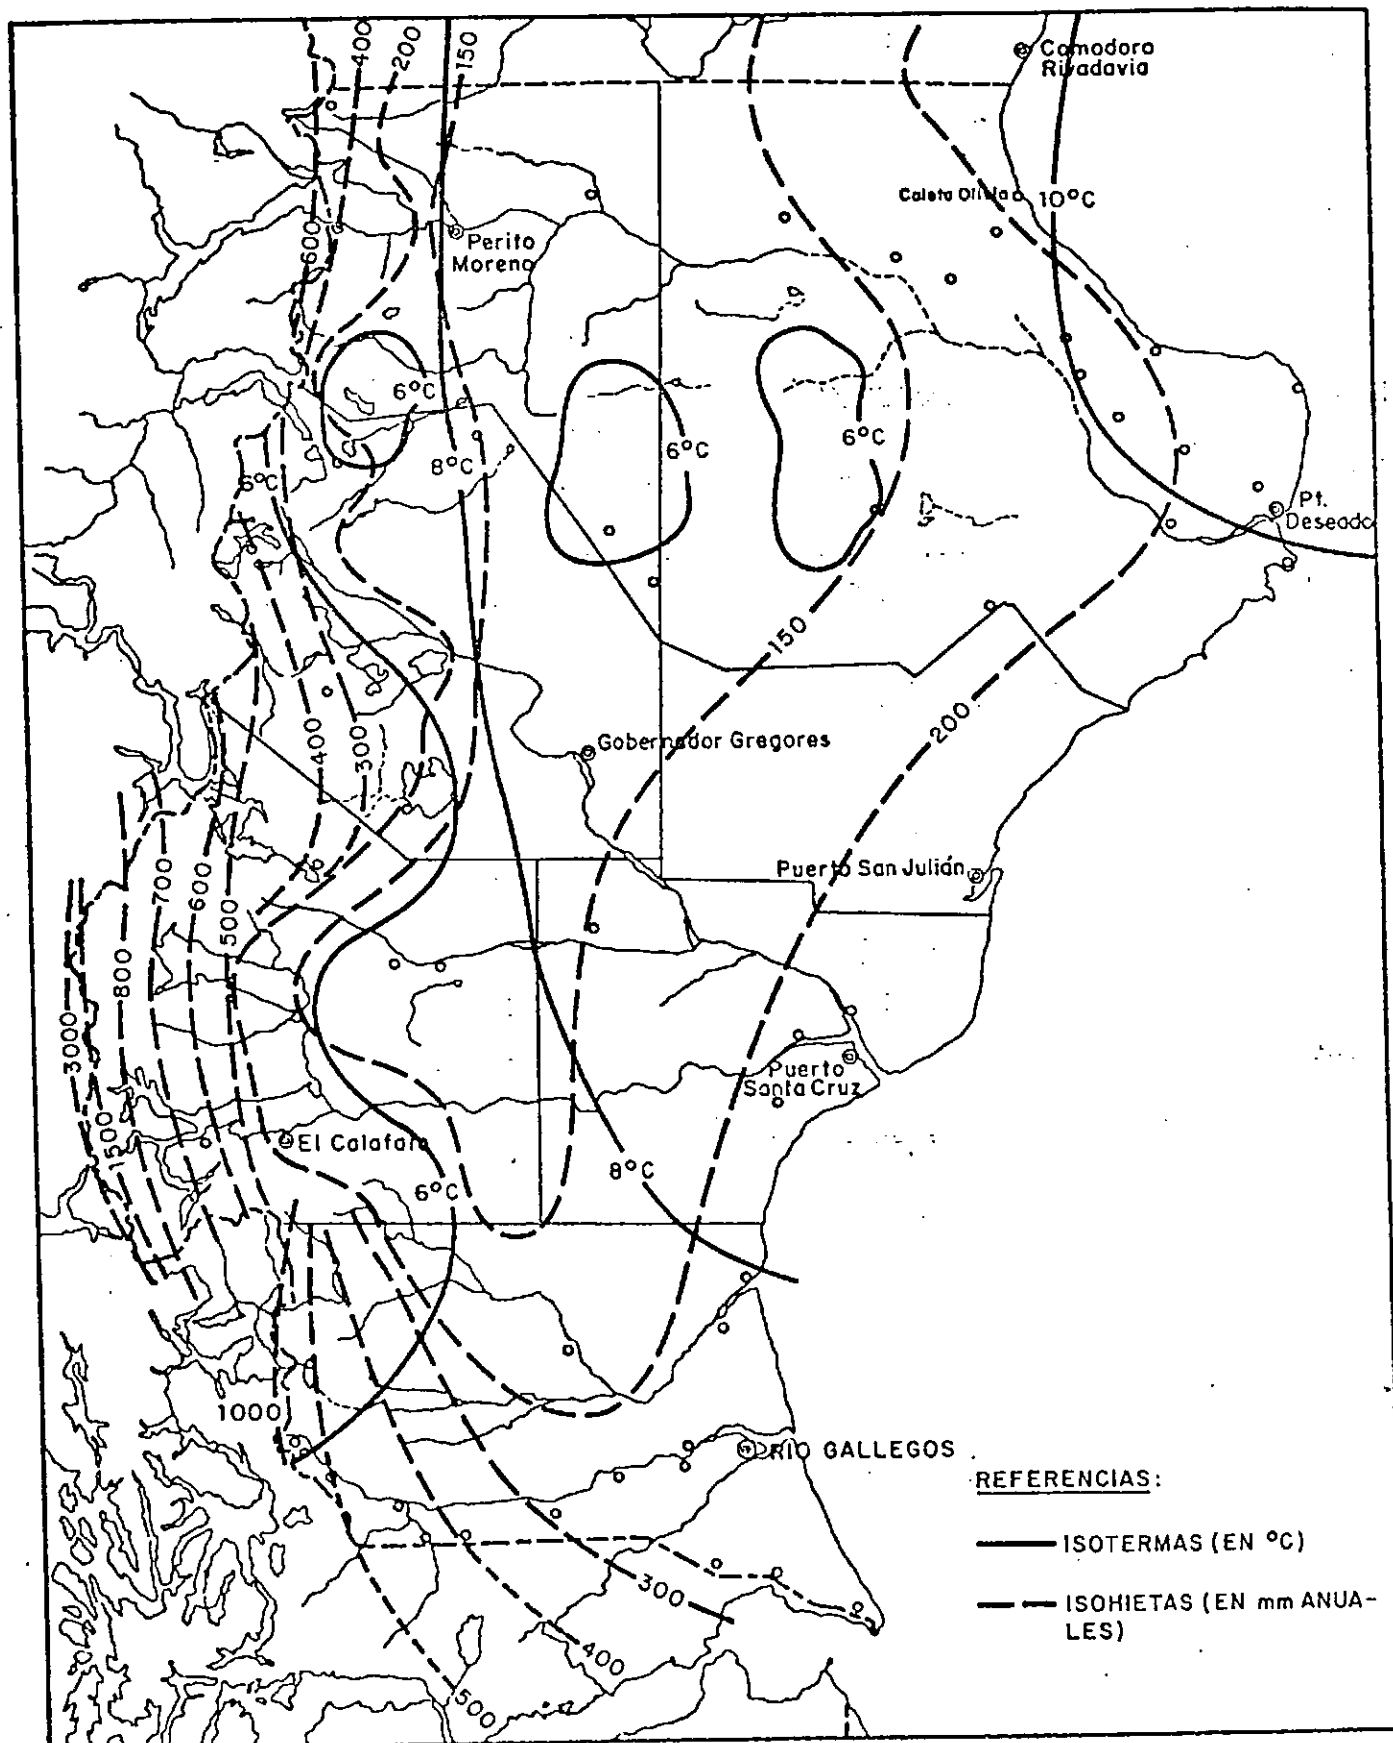 400
200
150
Comodoro
Rivadavia
Caleta Olivia
10°C
600
Perito
Moreno
6°C
6°C
6°C
8°C
6°C
Pt.
Deseado
150
200
400
300
Gobernador Gregores
700
600
500
800
3000
Puerto San Julián
Puerto
Santa Cruz
1500
El Calafate
6°C
8°C
1000
RIO GALLEGOS
REFERENCIAS:
ISOTERMAS (EN °C)
ISOHIETAS (EN mm ANUA-
LES)
300
400
500